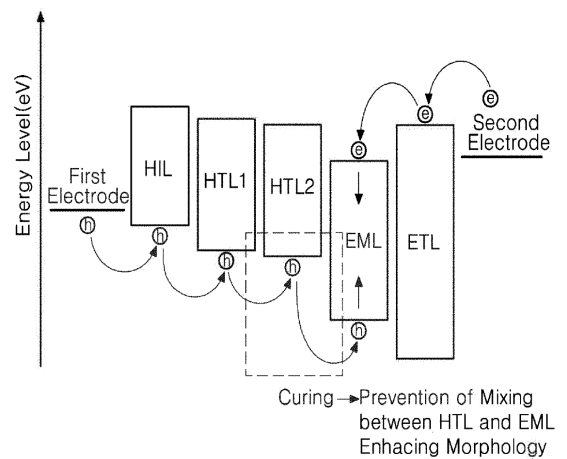 Energy Level(eV)
First
Electrode
HIL
HTL1
HTL2
EML
ETL
Second
Electrode
h
h
h
h
h
e
e
e
Curing→Prevention of Mixing
between HTL and EML
Enhacing Morphology